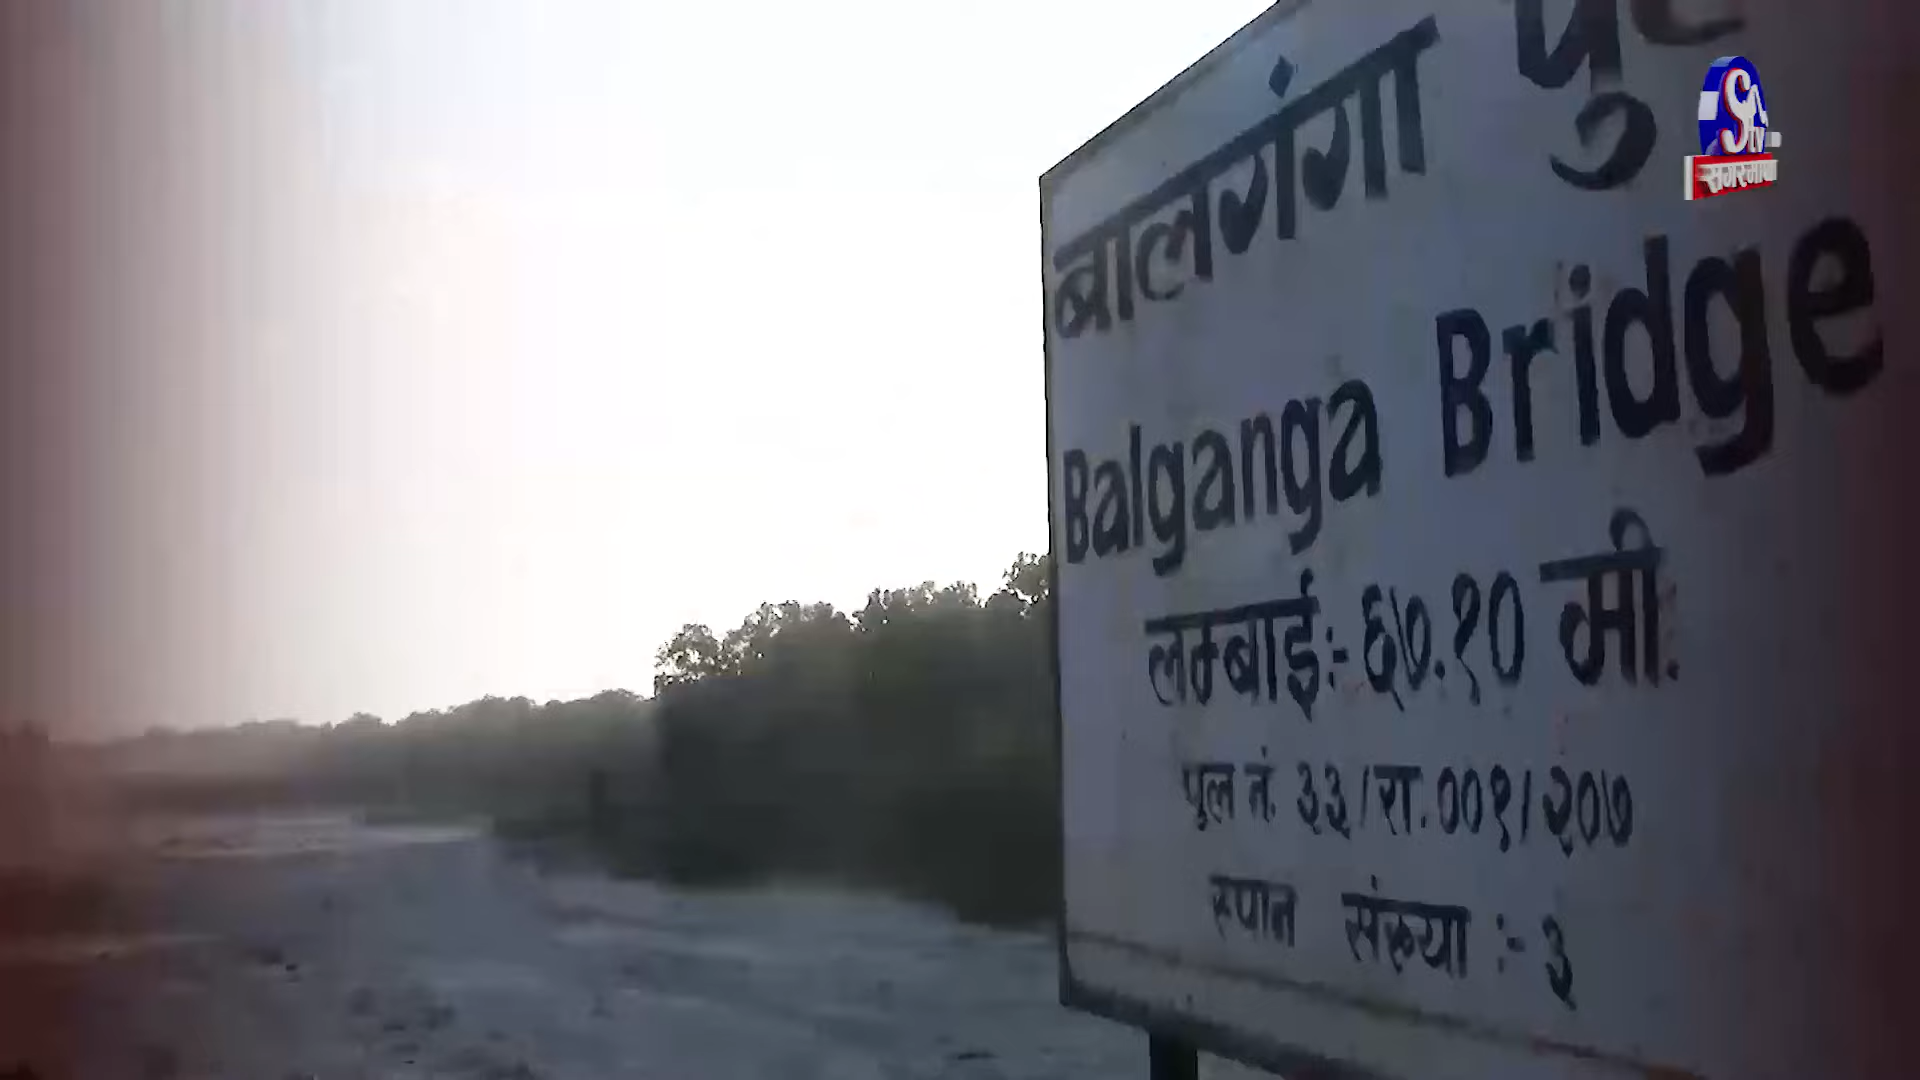 बालगंगा पुल
Balganga Bridge
लम्बाई:- ६७.१० मी.
पुल नं. ३३/रा.००१/२०७
स्पान संख्या :- ३
S tv
सगरमाथा